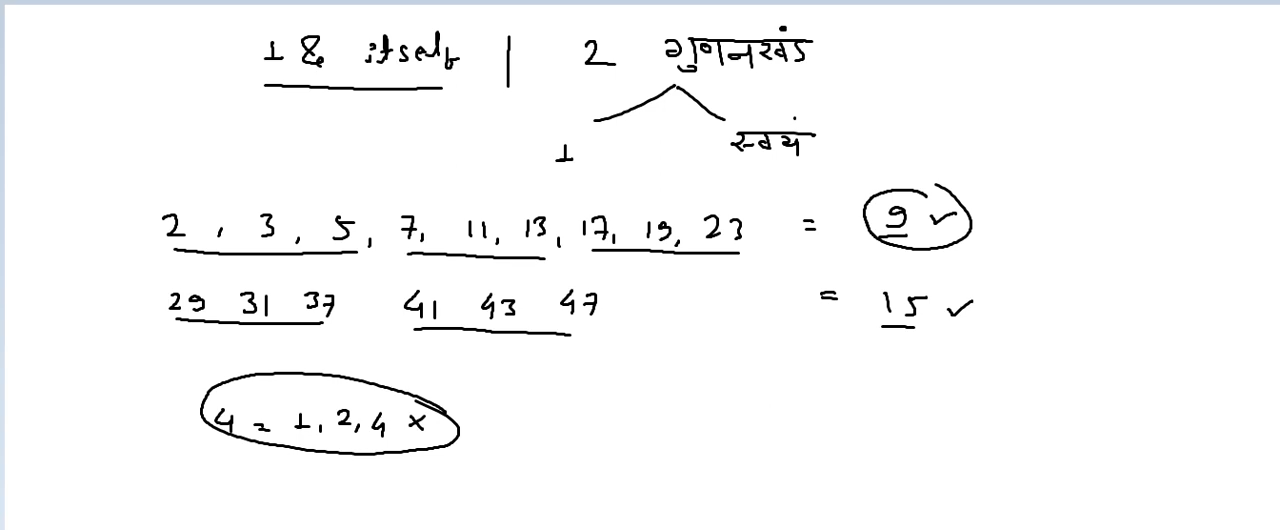 1 & itself | 2 गुणनखंड
1 स्वयं
2, 3, 5, 7, 11, 13, 17, 19, 23 = 9 ✓
29 31 37 41 43 47 = 15 ✓
4 = 1, 2, 4 ×